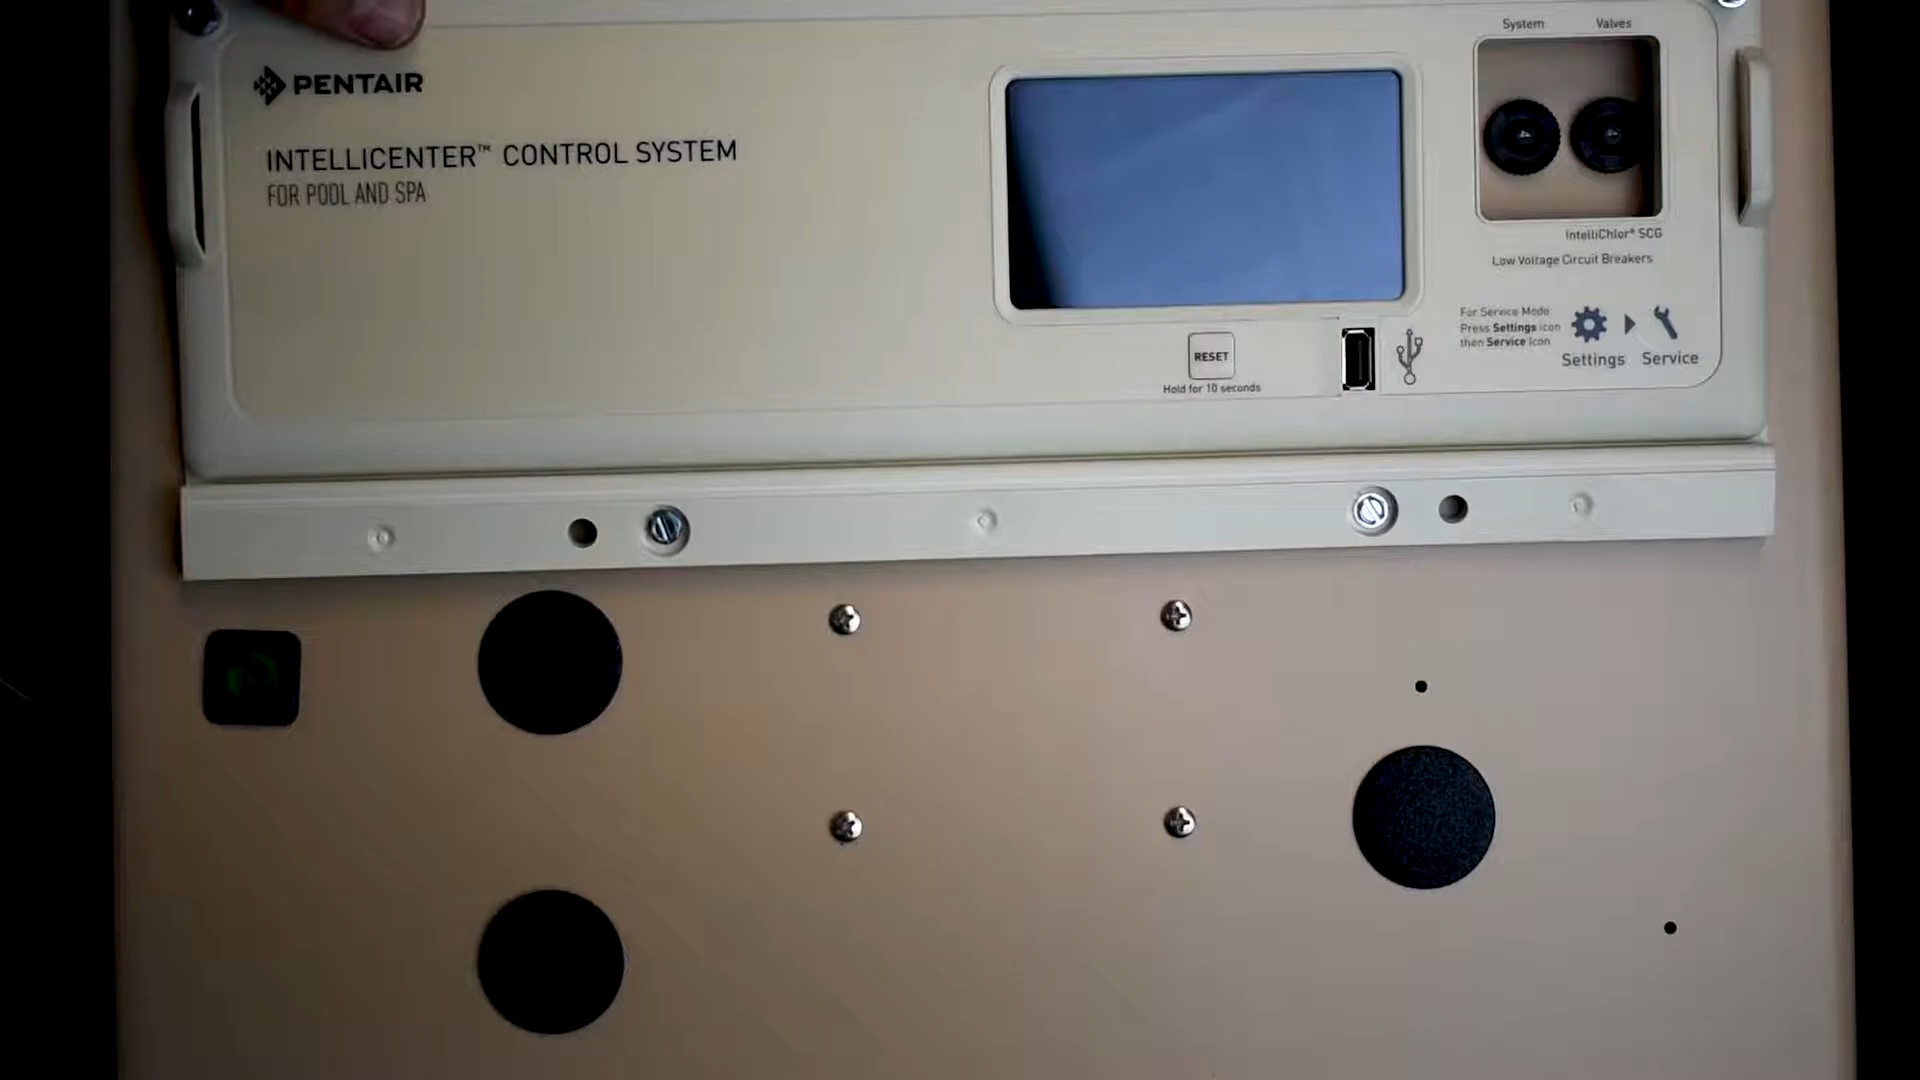 System Valves
PENTAIR
INTELLICENTER™ CONTROL SYSTEM
FOR POOL AND SPA
IntelliChlor® SCG
Low Voltage Circuit Breakers
For Service Mode
Press Settings icon
then Service Icon
Settings Service
RESET
Hold for 10 seconds